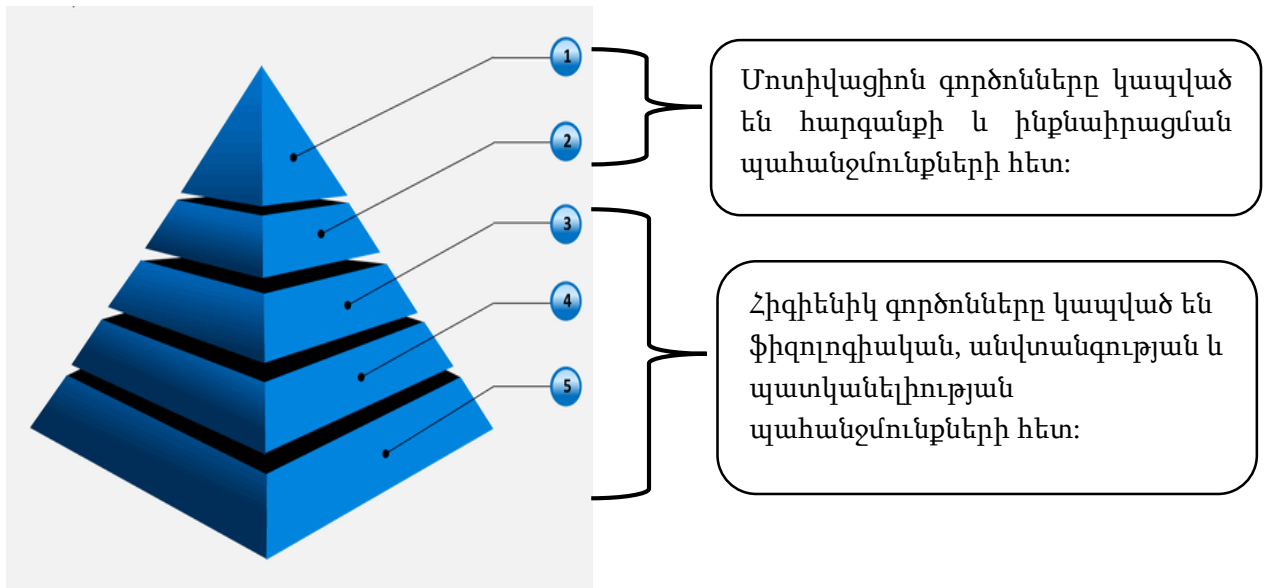 1
2
3
4
5
Մոտիվացիոն գործոնները կապված
են հարգանքի և ինքնաիրացման
պահանջմունքների հետ:
Հիգիենիկ գործոնները կապված են
ֆիզոլոգիական, անվտանգության և
պատկանելիության
պահանջմունքների հետ: